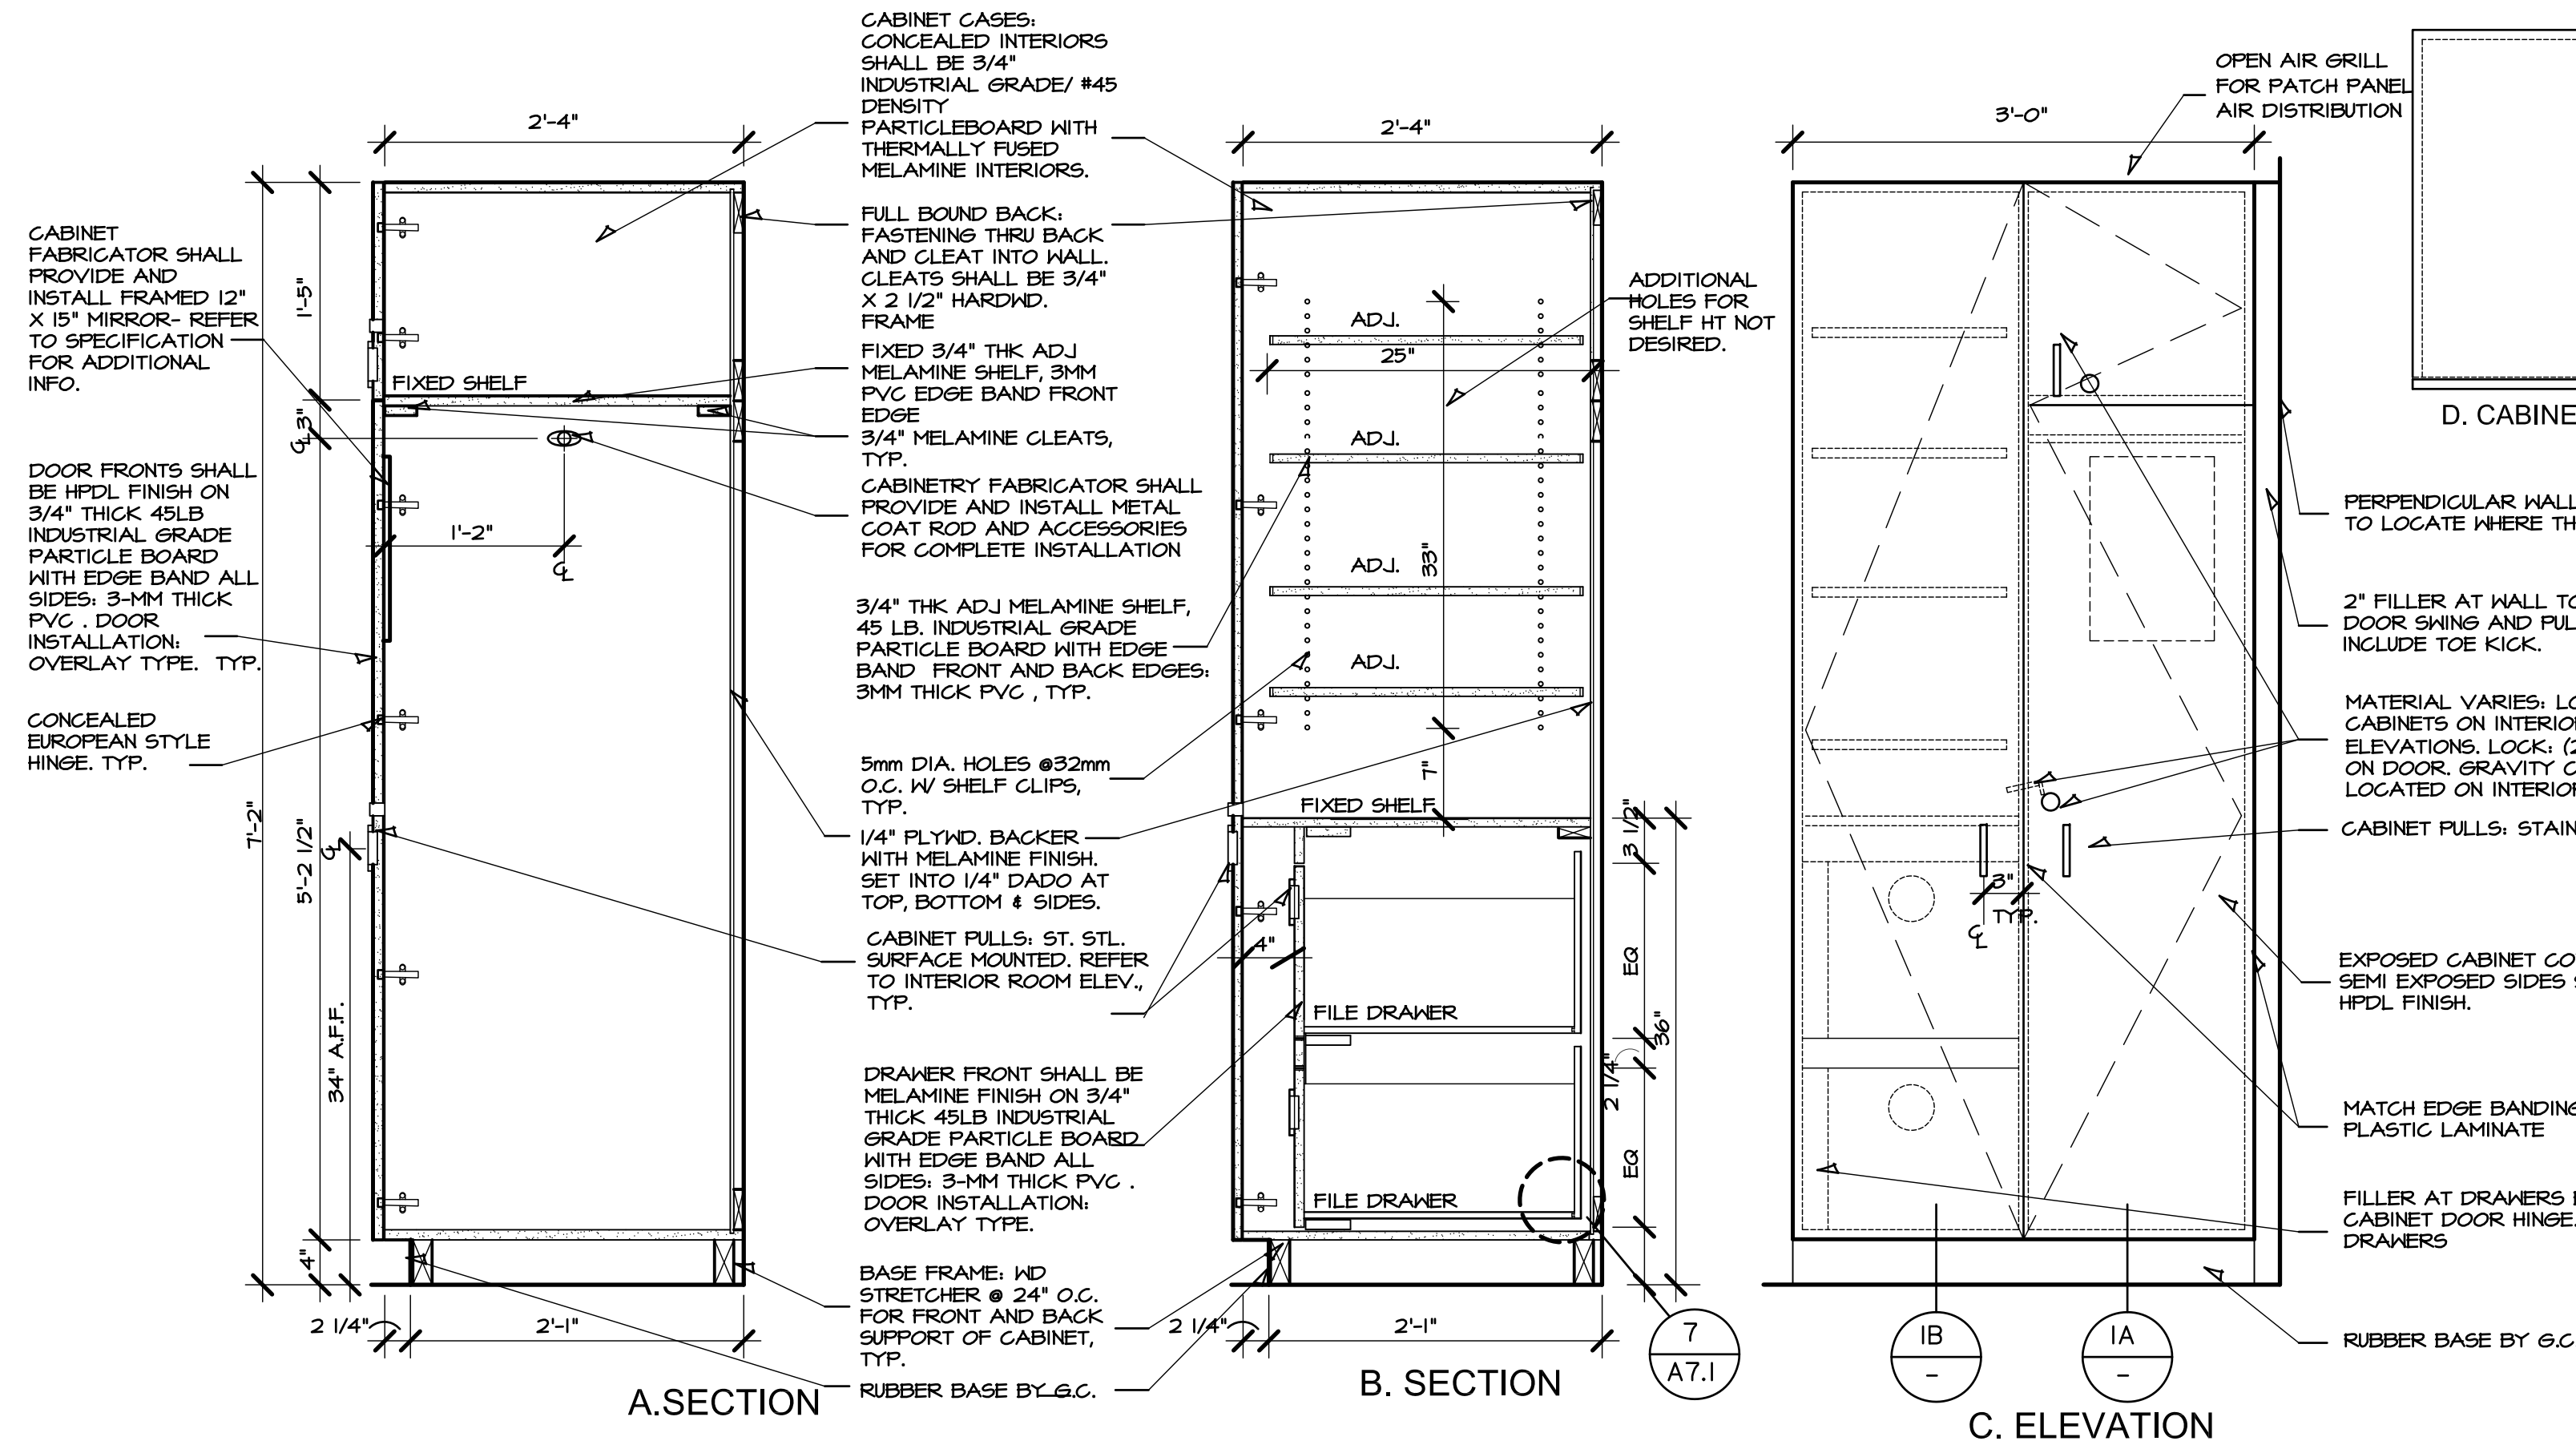 CABINET
FABRICATOR SHALL
PROVIDE AND
INSTALL FRAMED 12"
X 15" MIRROR- REFER
TO SPECIFICATION
FOR ADDITIONAL
INFO.
DOOR FRONTS SHALL
BE HPDL FINISH ON
3/4" THICK 45LB
INDUSTRIAL GRADE
PARTICLE BOARD
WITH EDGE BAND ALL
SIDES: 3-MM THICK
PVC . DOOR
INSTALLATION:
OVERLAY TYPE. TYP.
CONCEALED
EUROPEAN STYLE
HINGE. TYP.
2'-4"
1'-5"
3"
FIXED SHELF
1'-2"
7'-2"
5'-2 1/2"
34" A.F.F.
4"
2 1/4"
2'-1"
A.SECTION
CABINET CASES:
CONCEALED INTERIORS
SHALL BE 3/4"
INDUSTRIAL GRADE/ #45
DENSITY
PARTICLEBOARD WITH
THERMALLY FUSED
MELAMINE INTERIORS.
FULL BOUND BACK:
FASTENING THRU BACK
AND CLEAT INTO WALL.
CLEATS SHALL BE 3/4"
X 2 1/2" HARDWD.
FRAME
FIXED 3/4" THK ADJ
MELAMINE SHELF, 3MM
PVC EDGE BAND FRONT
EDGE
3/4" MELAMINE CLEATS,
TYP.
CABINETRY FABRICATOR SHALL
PROVIDE AND INSTALL METAL
COAT ROD AND ACCESSORIES
FOR COMPLETE INSTALLATION
3/4" THK ADJ MELAMINE SHELF,
45 LB. INDUSTRIAL GRADE
PARTICLE BOARD WITH EDGE
BAND FRONT AND BACK EDGES:
3MM THICK PVC , TYP.
5mm DIA. HOLES @32mm
O.C. W/ SHELF CLIPS,
TYP.
1/4" PLYWD. BACKER
WITH MELAMINE FINISH.
SET INTO 1/4" DADO AT
TOP, BOTTOM & SIDES.
CABINET PULLS: ST. STL.
SURFACE MOUNTED. REFER
TO INTERIOR ROOM ELEV.,
TYP.
DRAWER FRONT SHALL BE
MELAMINE FINISH ON 3/4"
THICK 45LB INDUSTRIAL
GRADE PARTICLE BOARD
WITH EDGE BAND ALL
SIDES: 3-MM THICK PVC .
DOOR INSTALLATION:
OVERLAY TYPE.
BASE FRAME: WD
STRETCHER @ 24" O.C.
FOR FRONT AND BACK
SUPPORT OF CABINET,
TYP.
RUBBER BASE BY G.C.
2'-4"
ADDITIONAL
HOLES FOR
SHELF HT NOT
DESIRED.
ADJ.
25"
ADJ.
ADJ.
33"
ADJ.
7"
FIXED SHELF
3 1/2"
4"
EQ
FILE DRAWER
36"
2 1/4"
EQ
FILE DRAWER
2 1/4"
2'-1"
7
A7.1
B. SECTION
OPEN AIR GRILL
FOR PATCH PANEL
AIR DISTRIBUTION
3'-0"
3"
TYP.
1B
-
1A
-
C. ELEVATION
D. CABINE
PERPENDICULAR WALL
TO LOCATE WHERE TH
2" FILLER AT WALL TO
DOOR SWING AND PUL
INCLUDE TOE KICK.
MATERIAL VARIES: LO
CABINETS ON INTERIO
ELEVATIONS. LOCK: (2
ON DOOR. GRAVITY C
LOCATED ON INTERIOR
CABINET PULLS: STAIN
EXPOSED CABINET CO
SEMI EXPOSED SIDES S
HPDL FINISH.
MATCH EDGE BANDING
PLASTIC LAMINATE
FILLER AT DRAWERS
CABINET DOOR HINGE.
DRAWERS
RUBBER BASE BY G.C